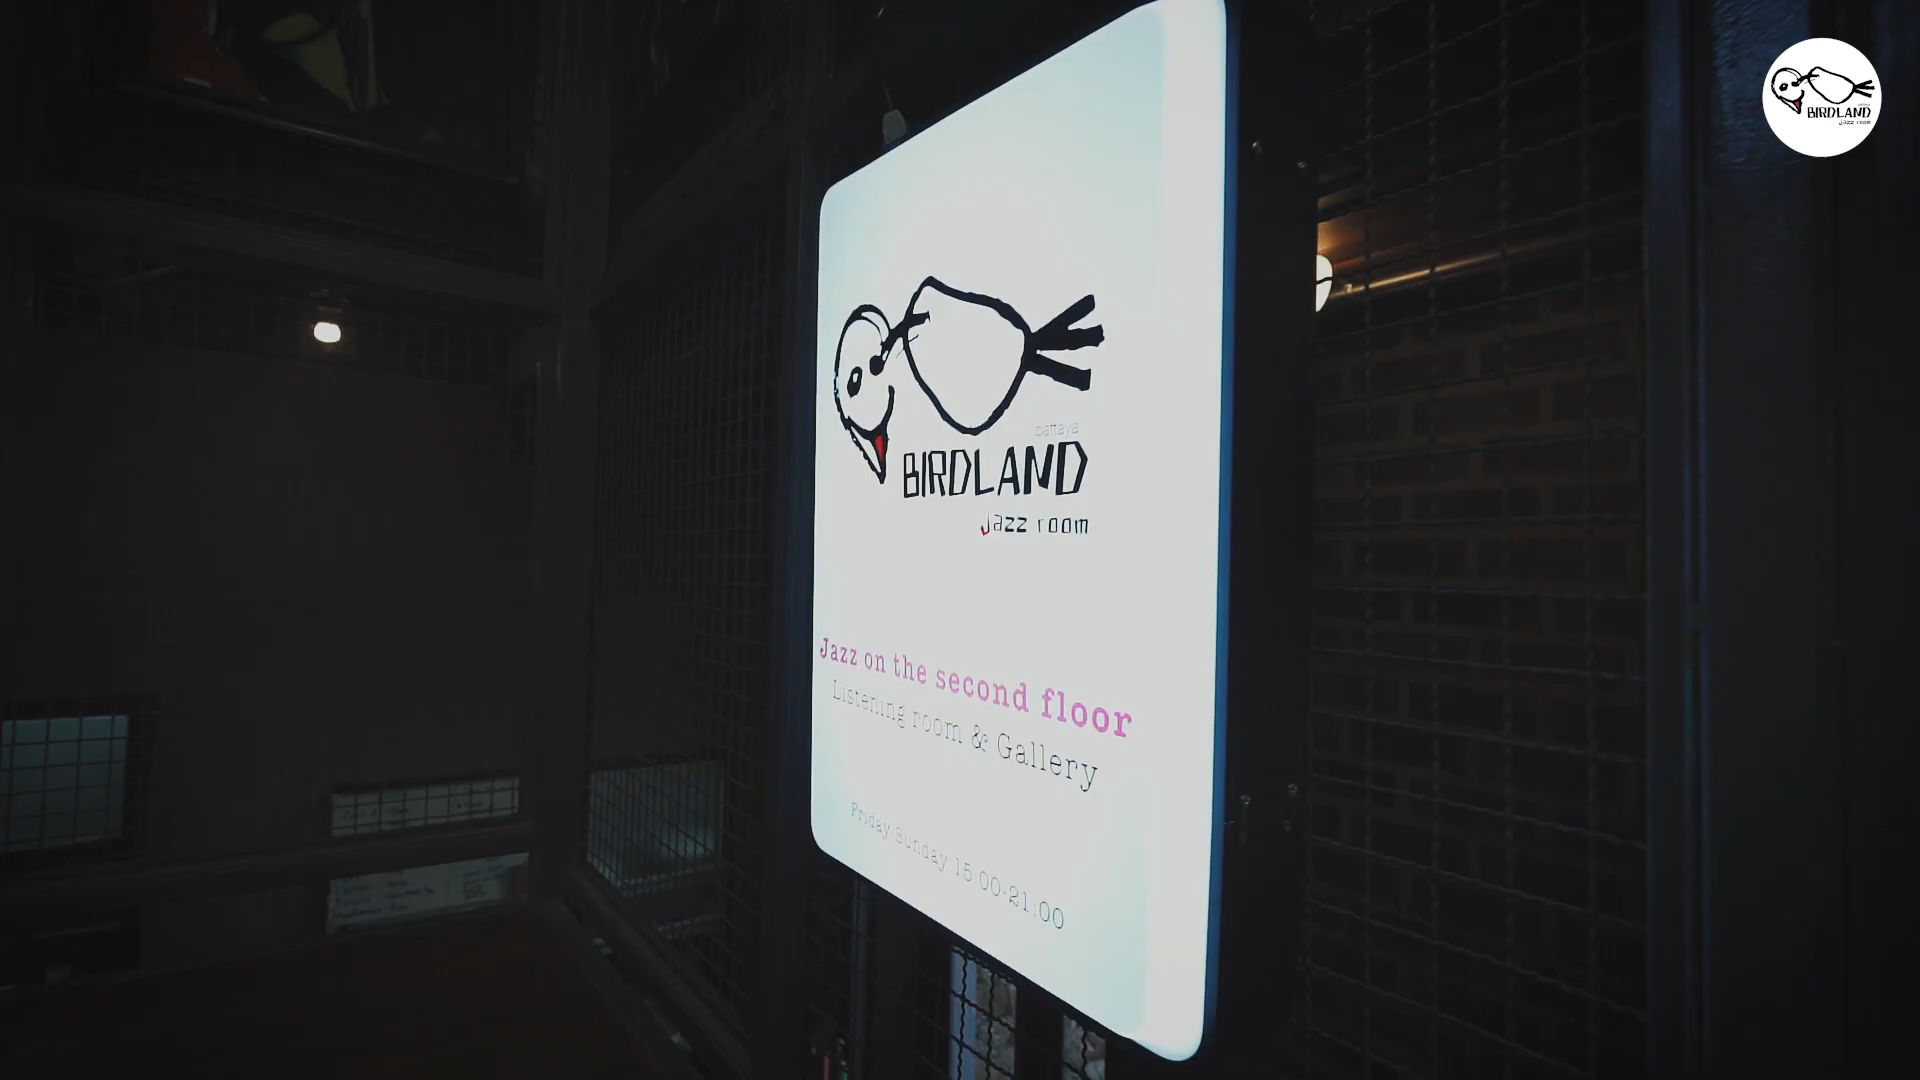 pattaya
BIRDLAND
Jazz room
Jazz on the second floor
Listening room & Gallery
Friday Sunday 15:00-21:00
BIRDLAND
Jazz room